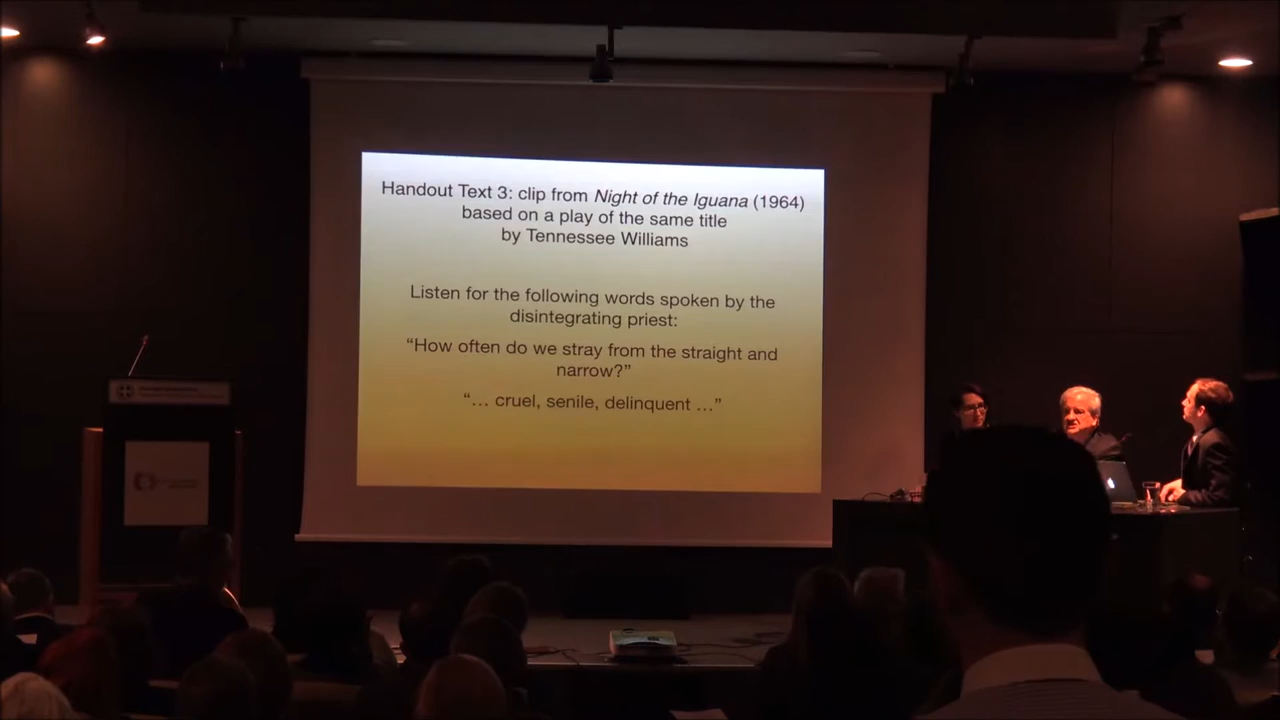 Handout Text 3: clip from Night of the Iguana (1964)
based on a play of the same title
by Tennessee Williams
Listen for the following words spoken by the
disintegrating priest:
“How often do we stray from the straight and
narrow?”
“... cruel, senile, delinquent ...”